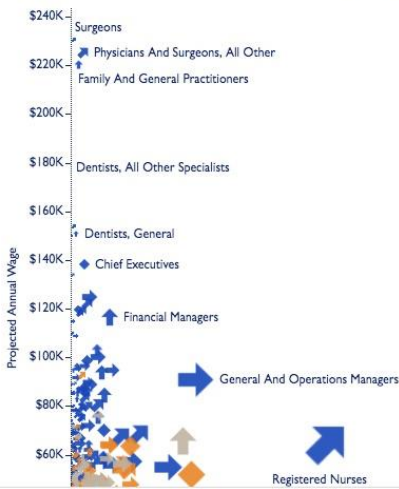 $240K
Surgeons
Physicians And Surgeons, All Other
$220K
Family And General Practitioners
$200K
$180K
Dentists, All Other Specialists
$160K
Dentists, General
$140K
Chief Executives
$120K
Financial Managers
$100K
General And Operations Managers
$80K
$60K
Registered Nurses
Projected Annual Wage